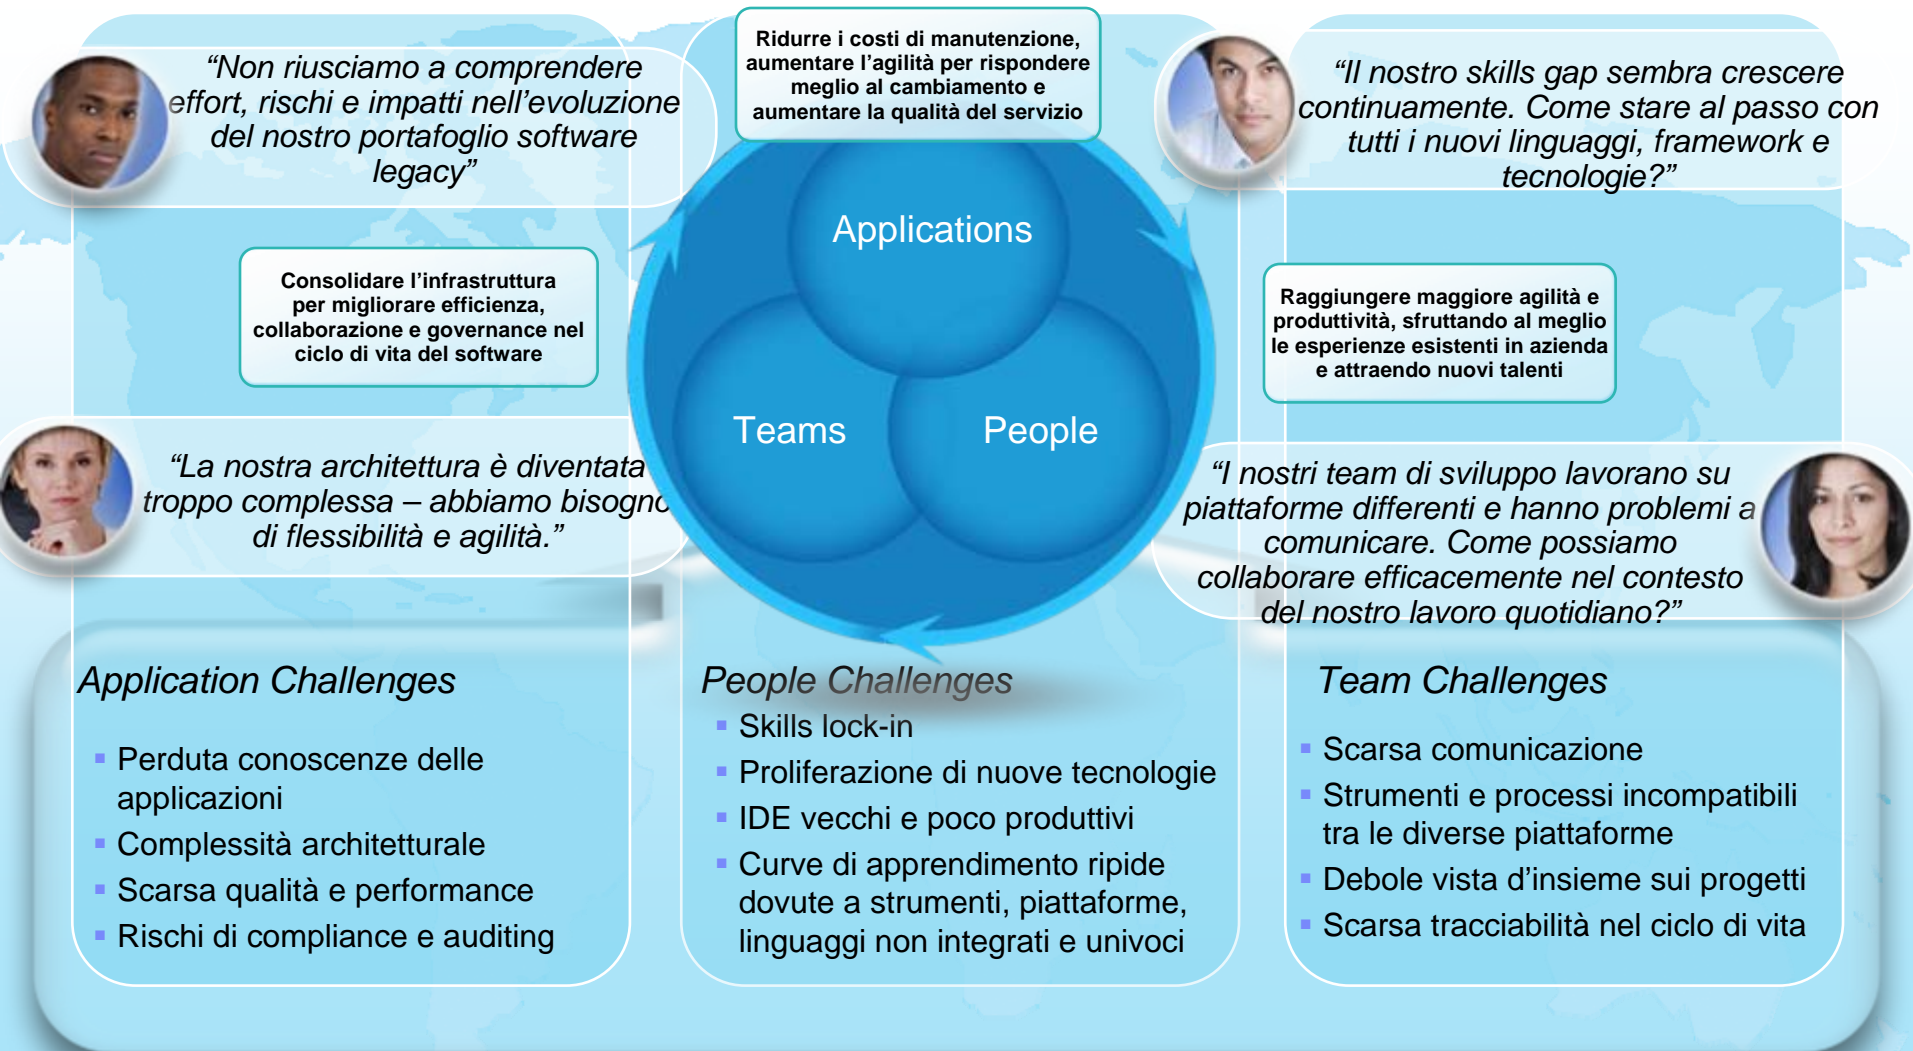 “Non riusciamo a comprendere
effort, rischi e impatti nell’evoluzione
del nostro portafoglio software
legacy”
Ridurre i costi di manutenzione,
aumentare l’agilità per rispondere
meglio al cambiamento e
aumentare la qualità del servizio
“Il nostro skills gap sembra crescere
continuamente. Come stare al passo con
tutti i nuovi linguaggi, framework e
tecnologie?”
Consolidare l’infrastruttura
per migliorare efficienza,
collaborazione e governance nel
ciclo di vita del software
Applications
Teams
People
Raggiungere maggiore agilità e
produttività, sfruttando al meglio
le esperienze esistenti in azienda
e attraendo nuovi talenti
“La nostra architettura è diventata
troppo complessa – abbiamo bisogno
di flessibilità e agilità.”
“I nostri team di sviluppo lavorano su
piattaforme differenti e hanno problemi a
comunicare. Come possiamo
collaborare efficacemente nel contesto
del nostro lavoro quotidiano?”
Application Challenges
▪ Perduta conoscenze delle
applicazioni
▪ Complessità architetturale
▪ Scarsa qualità e performance
▪ Rischi di compliance e auditing
People Challenges
▪ Skills lock-in
▪ Proliferazione di nuove tecnologie
▪ IDE vecchi e poco produttivi
▪ Curve di apprendimento ripide
dovute a strumenti, piattaforme,
linguaggi non integrati e univoci
Team Challenges
▪ Scarsa comunicazione
▪ Strumenti e processi incompatibili
tra le diverse piattaforme
▪ Debole vista d’insieme sui progetti
▪ Scarsa tracciabilità nel ciclo di vita